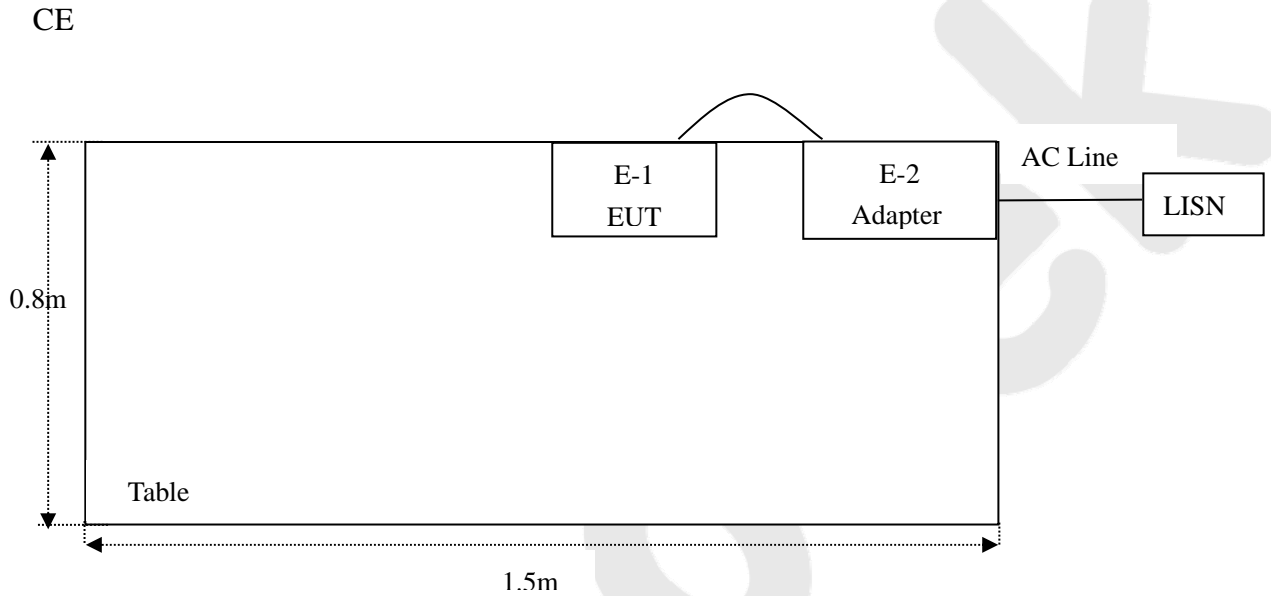 CE
AC Line
E-1
EUT
E-2
Adapter
LISN
0.8m
Table
1.5m